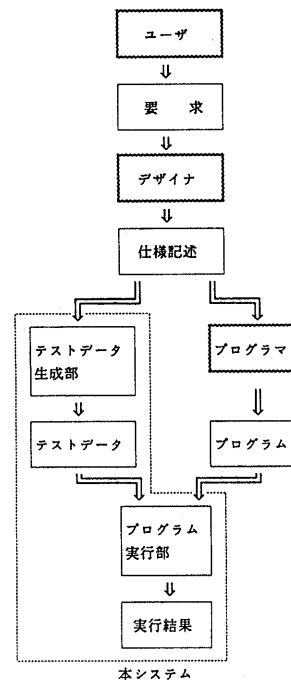 ユーザ
要　求
デザイナ
仕様記述
テストデータ
生成部
プログラマ
テストデータ
プログラム
プログラム
実行部
実行結果
本システム